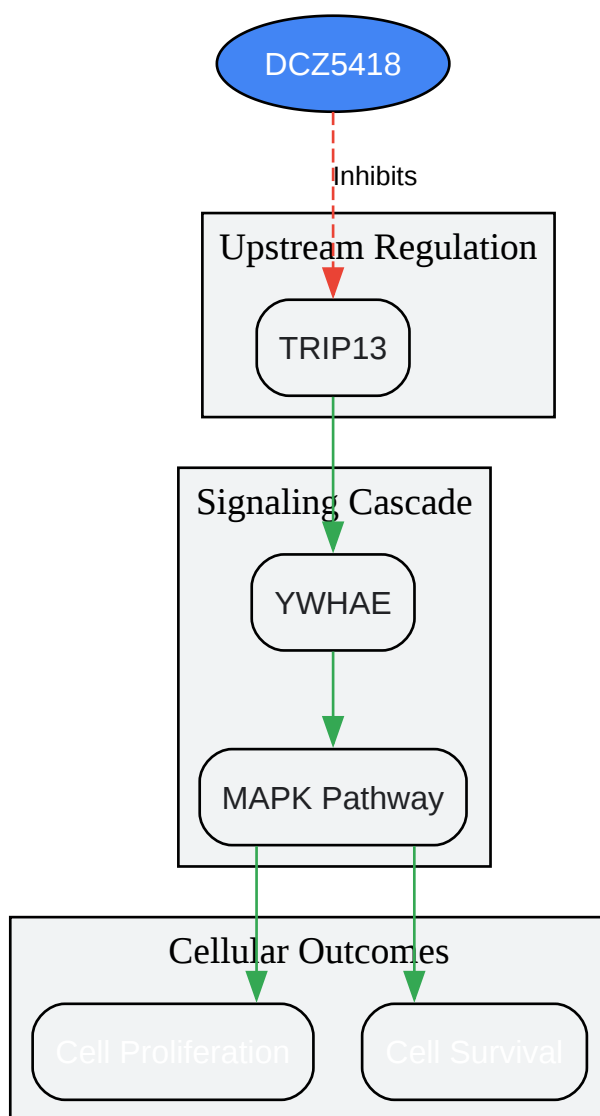 DCZ5418
Inhibits
Upstream Regulation
TRIP13
Signaling Cascade
YWHAE
MAPK Pathway
Cellular Outcomes
Cell Proliferation
Cell Survival